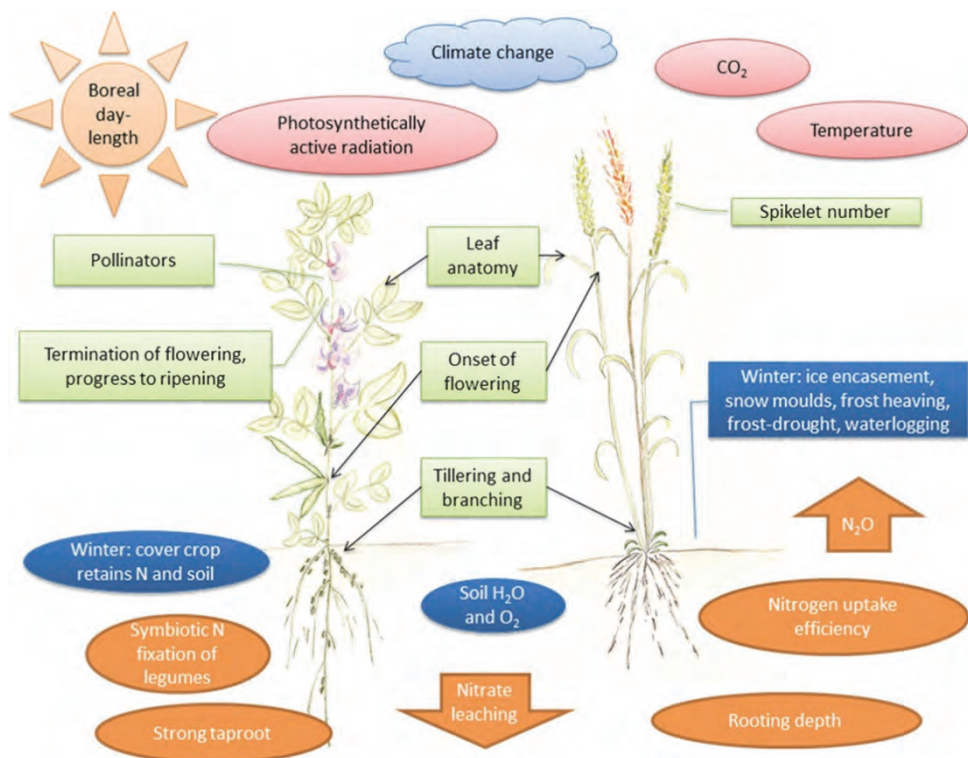 Climate change
CO₂
Boreal
day-
length
Photosynthetically
active radiation
Temperature
Spikelet number
Leaf
anatomy
Pollinators
Termination of flowering,
progress to ripening
Onset of
flowering
Winter: ice encasement,
snow moulds, frost heaving,
frost-drought, waterlogging
Tillering and
branching
N₂O
Winter: cover crop
retains N and soil
Soil H₂O
and O₂
Nitrogen uptake
efficiency
Symbiotic N
fixation of
legumes
Nitrate
leaching
Strong taproot
Rooting depth